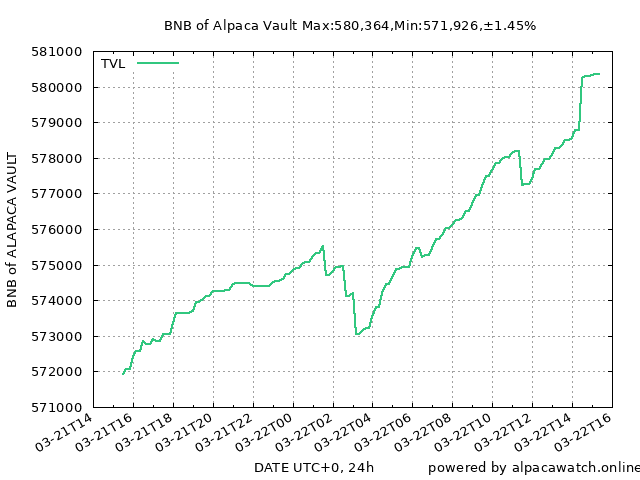 BNB of Alpaca Vault Max:580,364,Min:571,926,±1.45%
TVL
581000
580000
579000
578000
577000
576000
575000
574000
573000
572000
571000
BNB of ALAPACA VAULT
03-21T14
03-21T16
03-21T18
03-21T20
03-21T22
03-22T00
03-22T02
03-22T04
03-22T06
03-22T08
03-22T10
03-22T12
03-22T14
03-22T16
DATE UTC+0, 24h
powered by alpacawatch.online